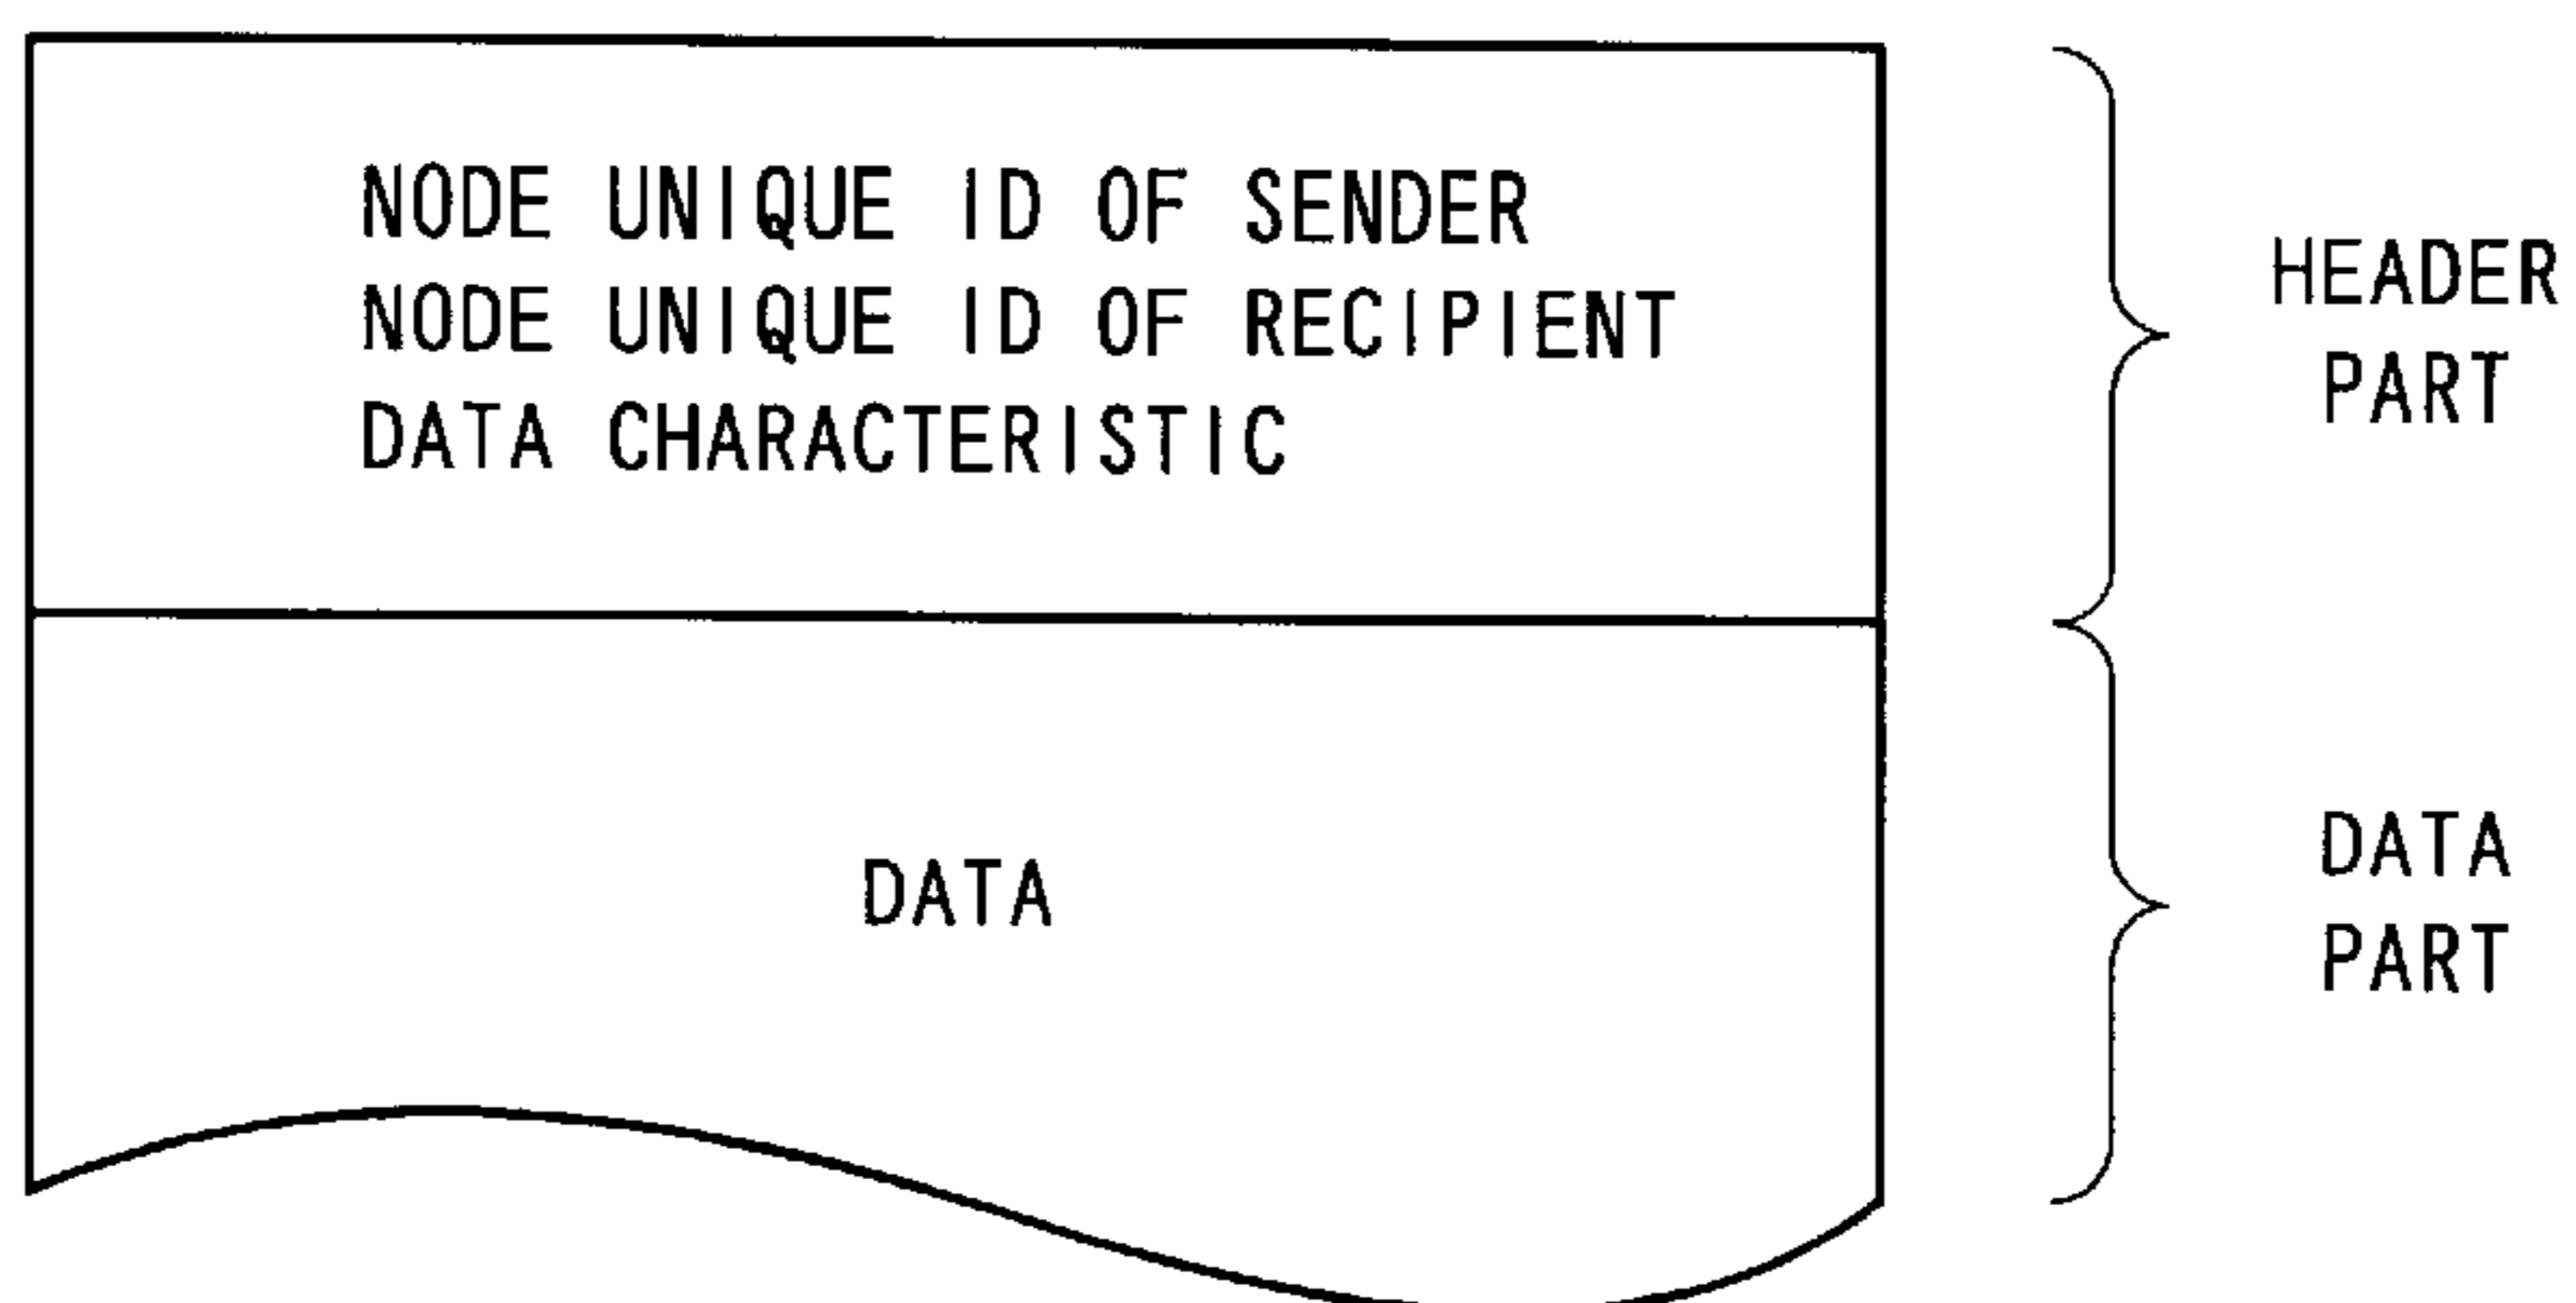 NODE UNIQUE ID OF SENDER
NODE UNIQUE ID OF RECIPIENT
DATA CHARACTERISTIC
HEADER
PART
DATA
DATA
PART